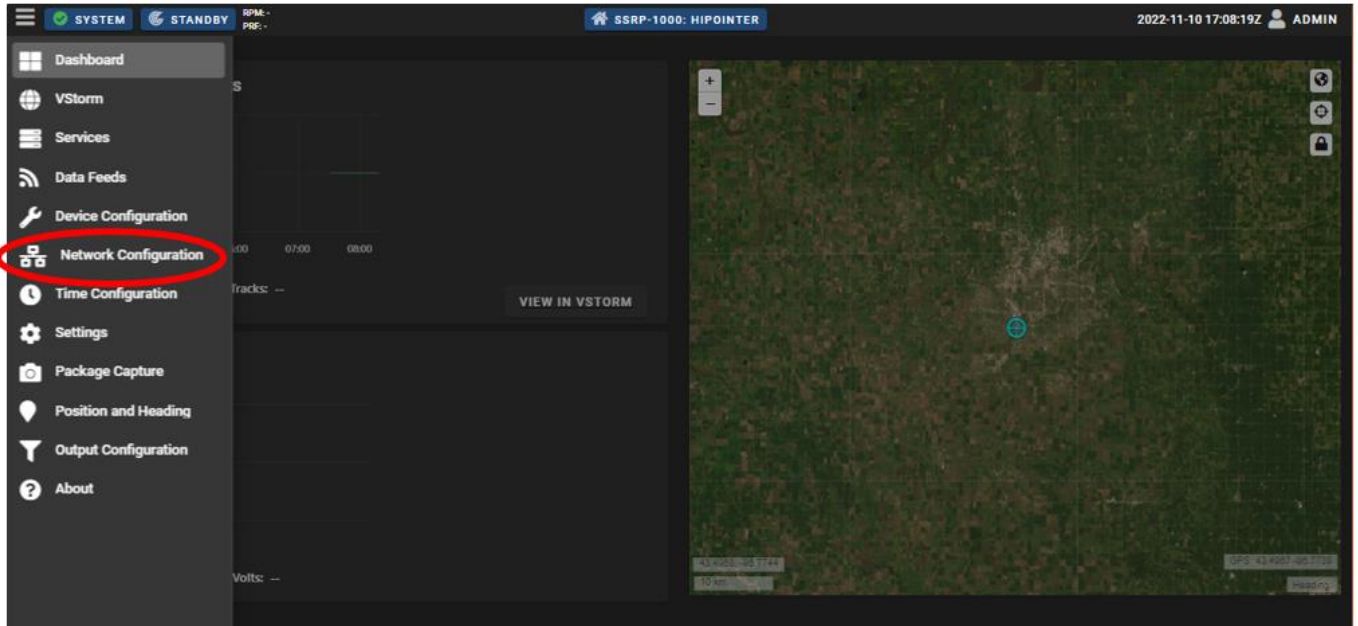 SYSTEM
STANDBY
RPM: -
PRF: -
SSRP-1000: HIPOINTER
2022-11-10 17:08:19Z
ADMIN
Dashboard
VStorm
Services
Data Feeds
Device Configuration
Network Configuration
Time Configuration
Settings
Package Capture
Position and Heading
Output Configuration
About
s
07:00
08:00
Tracks: --
VIEW IN VSTORM
Volts: --
+
−
10 km
Heading